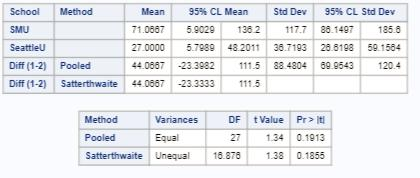 School Method Mean 95% CL Mean Std Dev 95% CL Std Dev
SMU 71.0667 5.9029 136.2 117.7 86.1497 185.6
SeattleU 27.0000 5.7989 48.2011 36.7193 26.6198 59.1564
Diff (1-2) Pooled 44.0667 -23.3982 111.5 88.4804 69.9543 120.4
Diff (1-2) Satterthwaite 44.0667 -23.3333 111.5
Method Variances DF t Value Pr > |t|
Pooled Equal 27 1.34 0.1913
Satterthwaite Unequal 16.876 1.38 0.1855